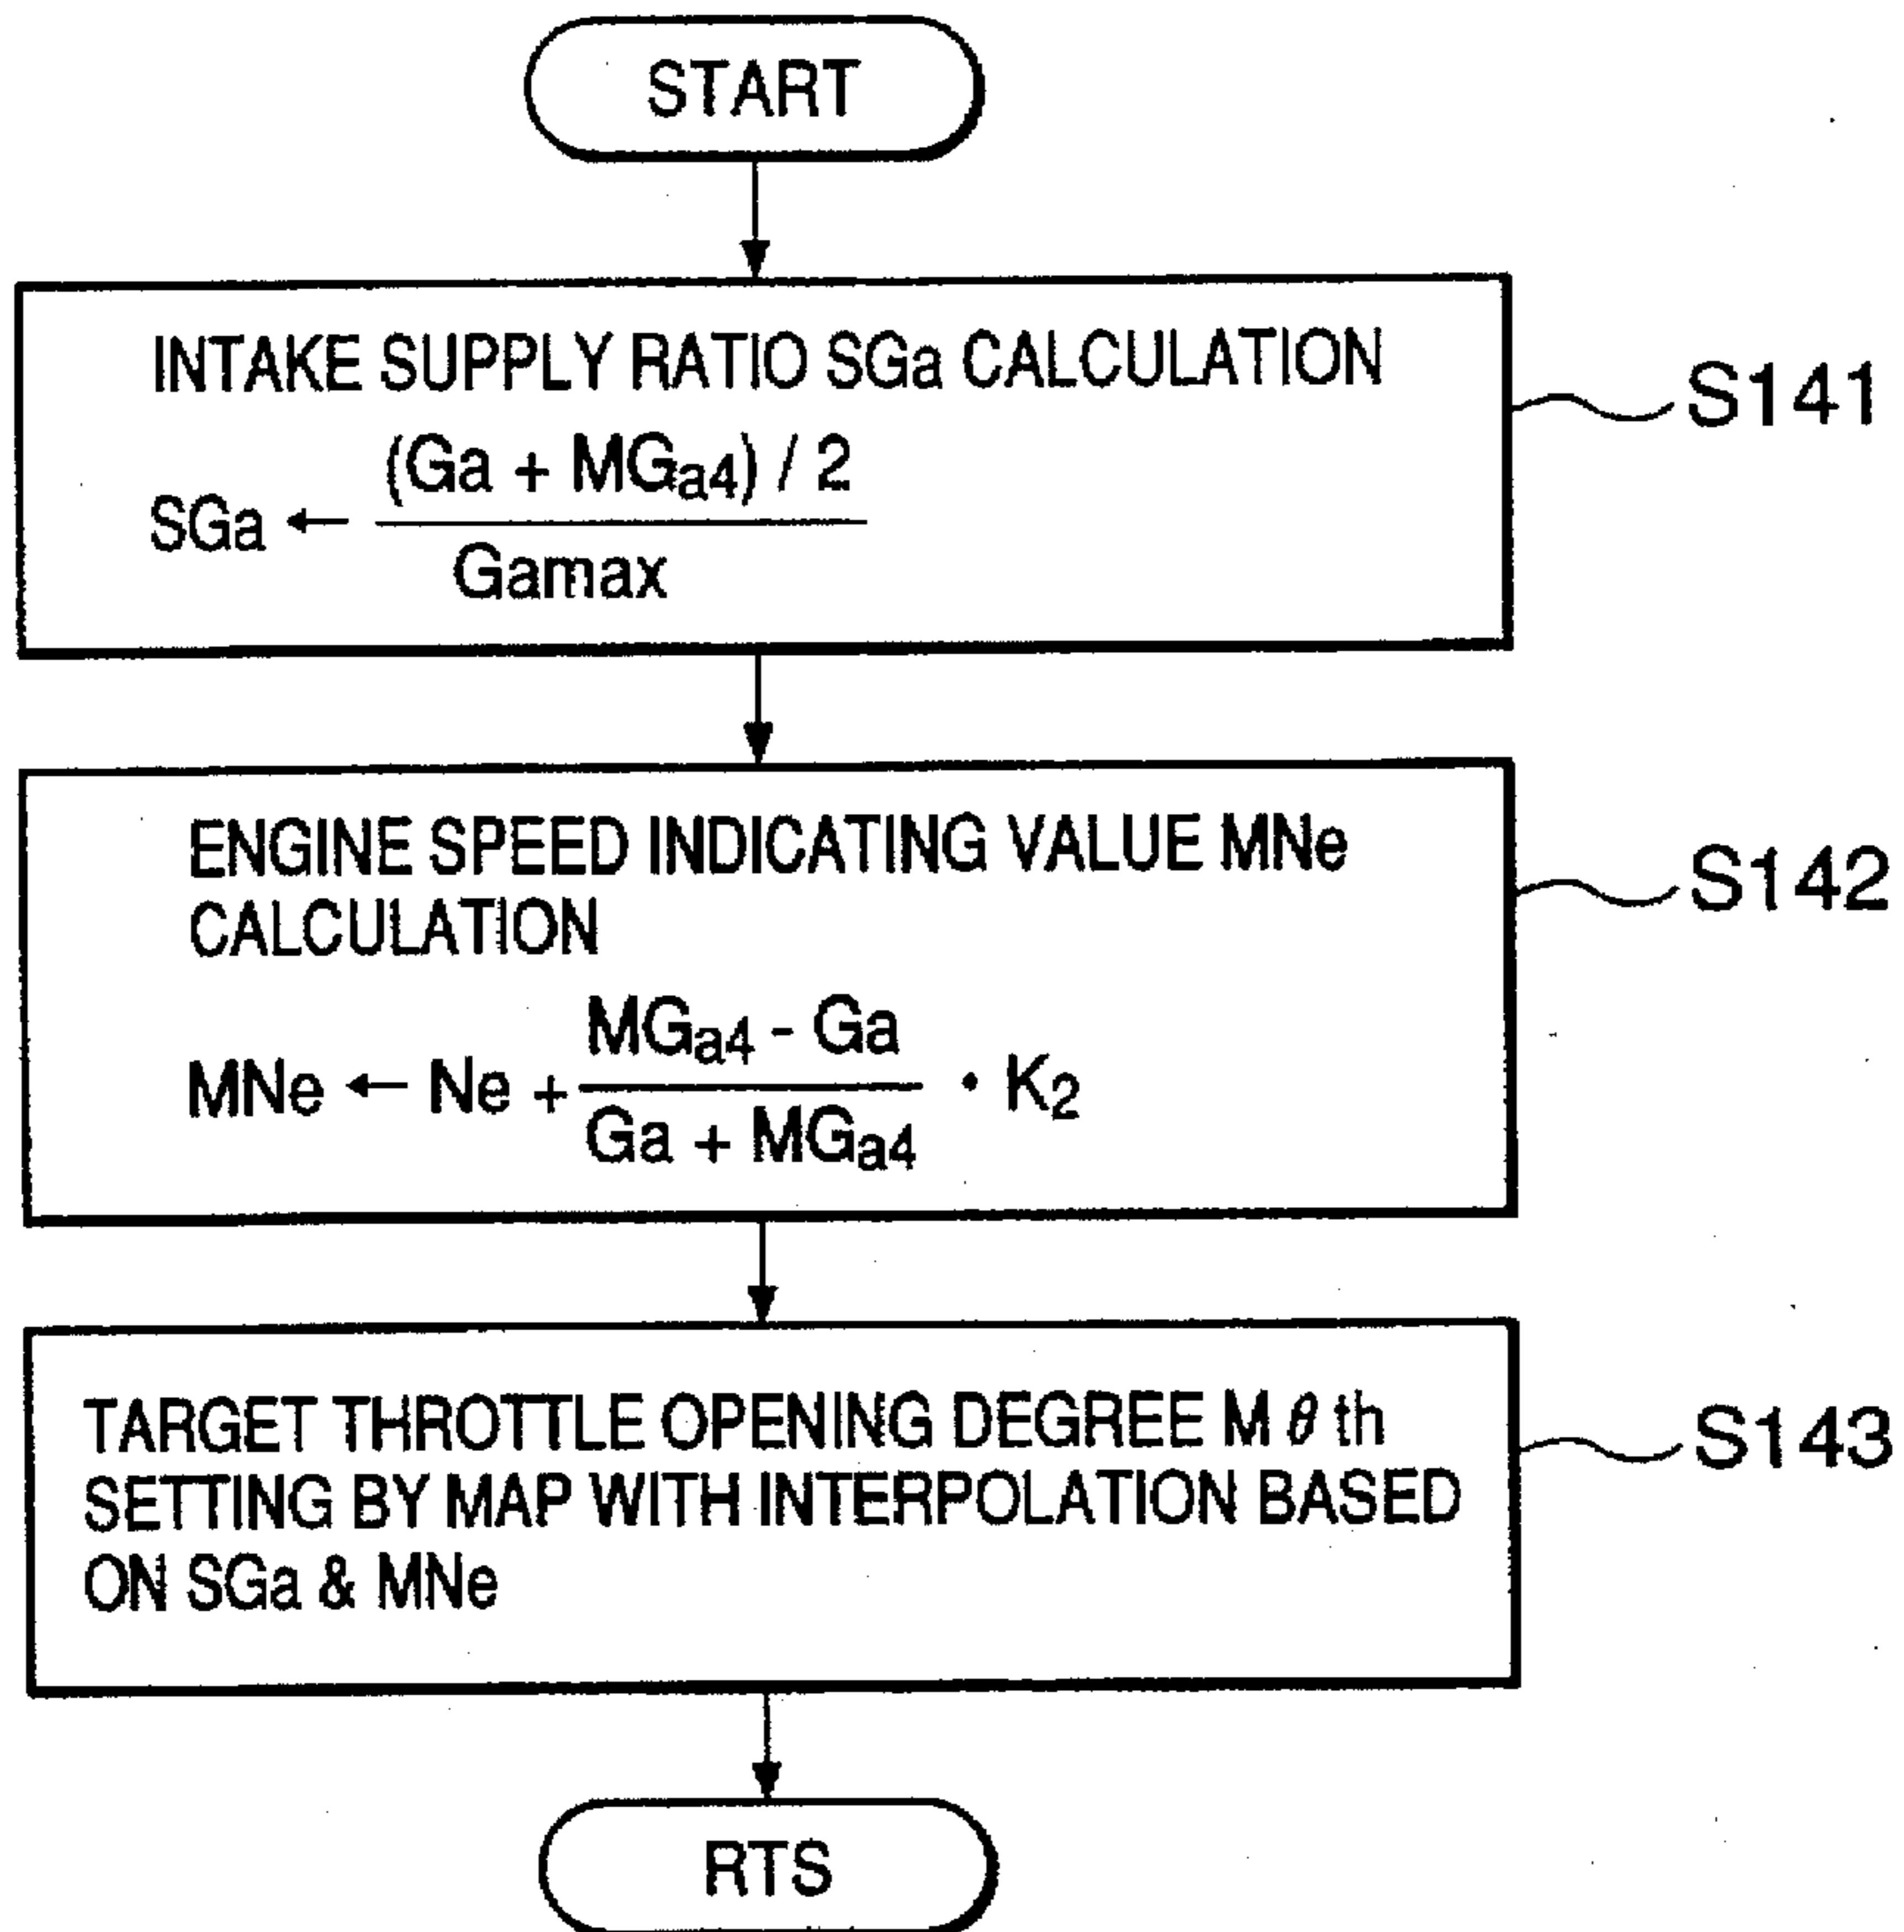 START
INTAKE SUPPLY RATIO SGa CALCULATION
SGa ← (Ga + MGa4) / 2
Gamax
S141
ENGINE SPEED INDICATING VALUE MNe
CALCULATION
MNe ← Ne + MGa4 - Ga
Ga + MGa4
· K2
S142
TARGET THROTTLE OPENING DEGREE M θ th
SETTING BY MAP WITH INTERPOLATION BASED
ON SGa & MNe
S143
RTS